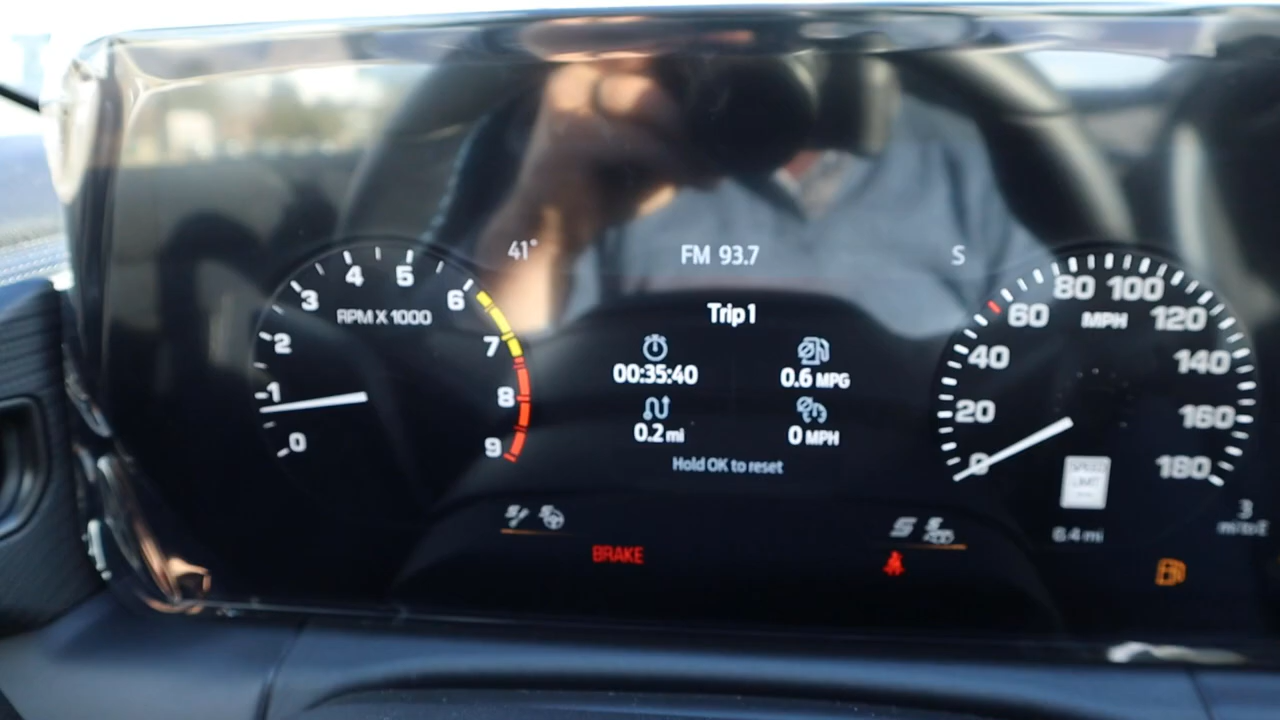 41°
FM 93.7
S
Trip 1
00:35:40
0.6 MPG
0.2 mi
0 MPH
Hold OK to reset
0
1
2
3
4
5
6
7
8
9
RPM X 1000
0
20
40
60
80
100
120
140
160
180
MPH
SPEED
LIMIT
6.4 mi
3
mi to E
BRAKE